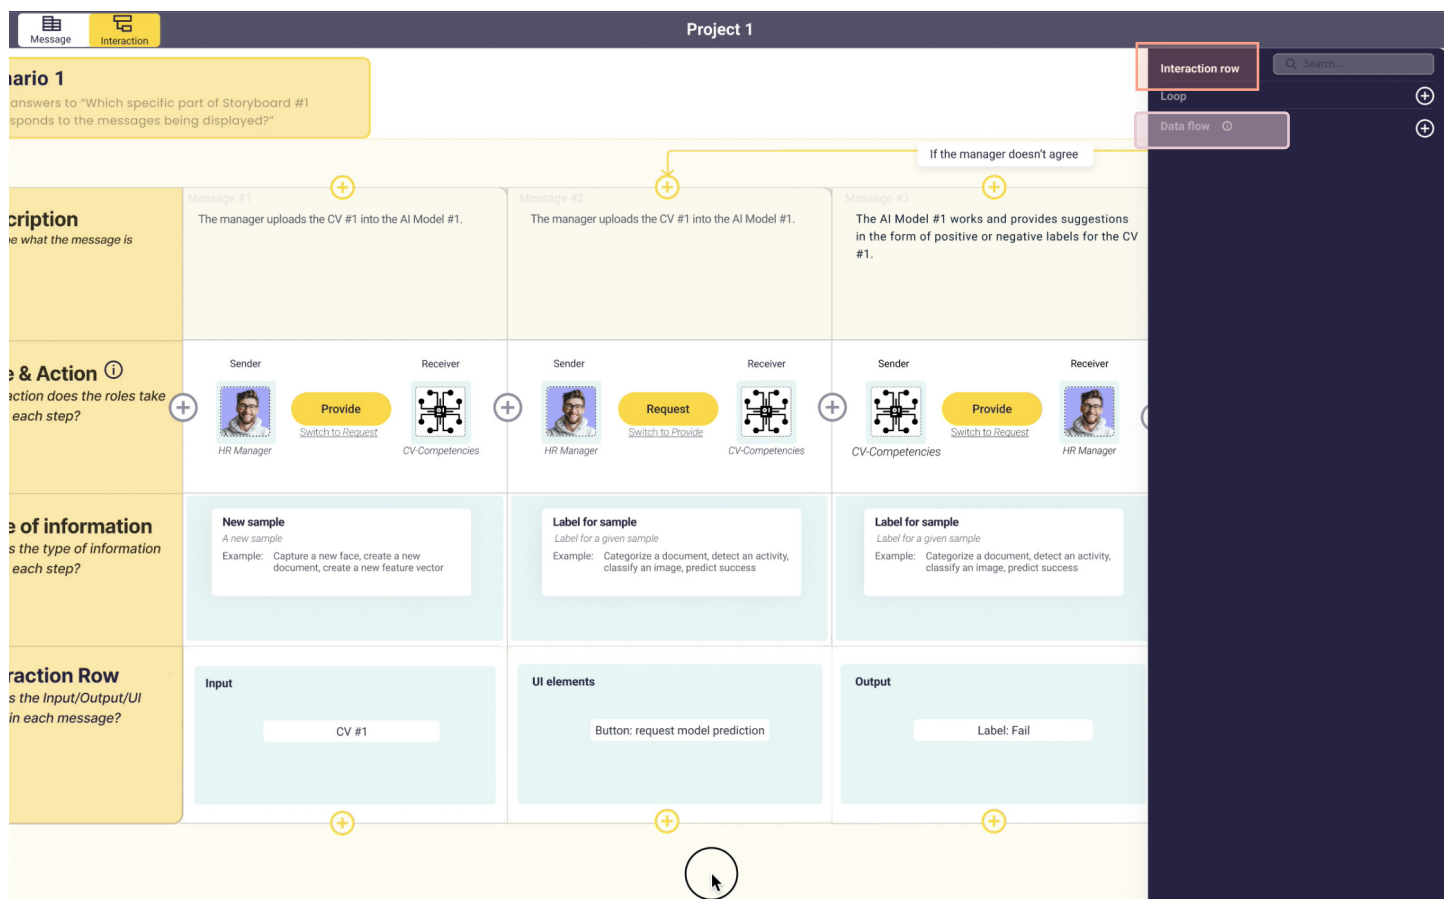 Message
Interaction
Project 1
Interaction row
Search...
Loop
Data flow
nario 1
answers to "Which specific part of Storyboard #1
sponds to the messages being displayed?"
If the manager doesn't agree
Message #1
Message #2
Message #3
cription
e what the message is
The manager uploads the CV #1 into the AI Model #1.
The manager uploads the CV #1 into the AI Model #1.
The AI Model #1 works and provides suggestions
in the form of positive or negative labels for the CV
#1.
e & Action
action does the roles take
each step?
Sender
Receiver
Provide
Switch to Request
HR Manager
CV-Competencies
Sender
Receiver
Request
Switch to Provide
HR Manager
CV-Competencies
Sender
Receiver
Provide
Switch to Request
CV-Competencies
HR Manager
e of information
s the type of information
each step?
New sample
A new sample
Example: Capture a new face, create a new
document, create a new feature vector
Label for sample
Label for a given sample
Example: Categorize a document, detect an activity,
classify an image, predict success
Label for sample
Label for a given sample
Example: Categorize a document, detect an activity,
classify an image, predict success
raction Row
s the Input/Output/UI
in each message?
Input
CV #1
UI elements
Button: request model prediction
Output
Label: Fail